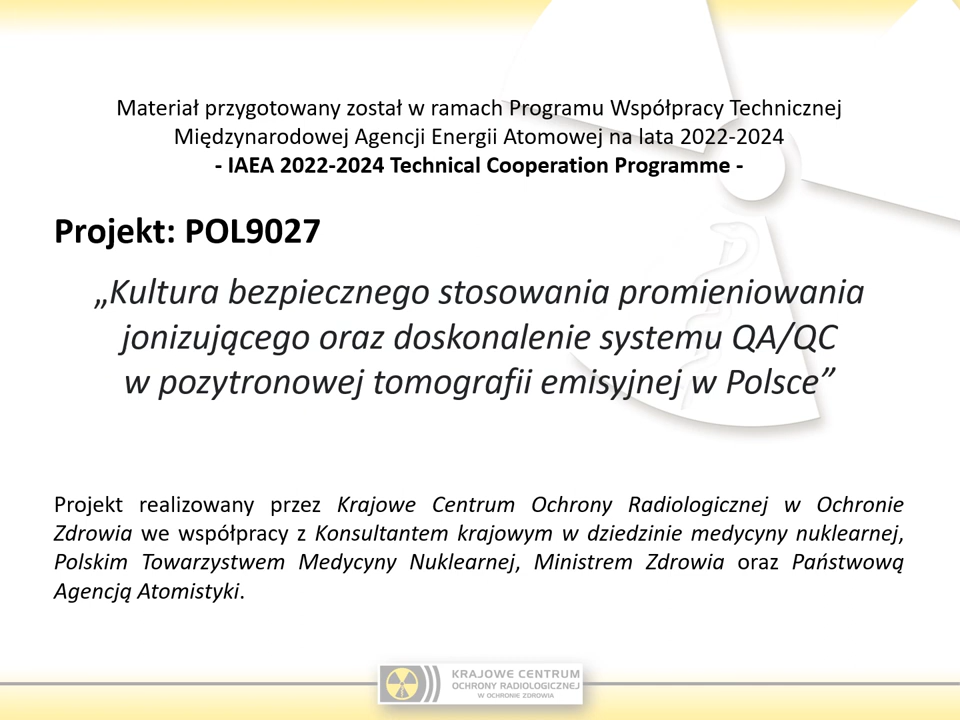 Materiał przygotowany został w ramach Programu Współpracy Technicznej
Międzynarodowej Agencji Energii Atomowej na lata 2022-2024
- IAEA 2022-2024 Technical Cooperation Programme -
Projekt: POL9027
„Kultura bezpiecznego stosowania promieniowania
jonizującego oraz doskonalenie systemu QA/QC
w pozytronowej tomografii emisyjnej w Polsce”
Projekt realizowany przez Krajowe Centrum Ochrony Radiologicznej w Ochronie
Zdrowia we współpracy z Konsultantem krajowym w dziedzinie medycyny nuklearnej,
Polskim Towarzystwem Medycyny Nuklearnej, Ministrem Zdrowia oraz Państwową
Agencją Atomistyki.
KRAJOWE CENTRUM
OCHRONY RADIOLOGICZNEJ
W OCHRONIE ZDROWIA